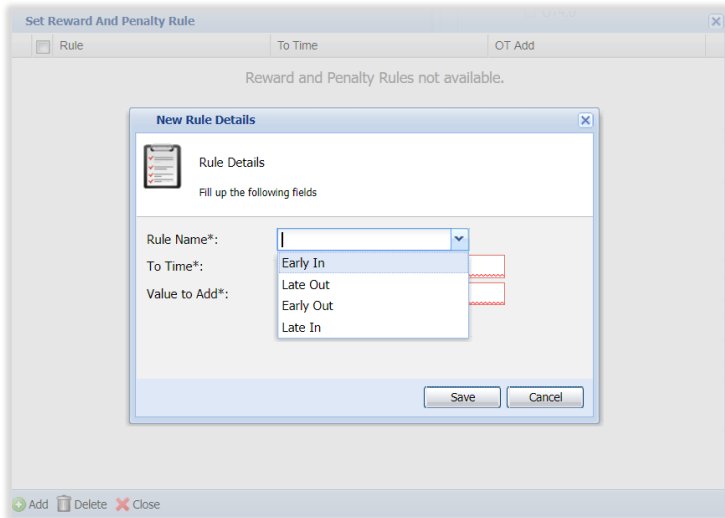 Set Reward And Penalty Rule
Rule To Time OT Add
Reward and Penalty Rules not available.
New Rule Details
Rule Details
Fill up the following fields
Rule Name*:
Early In
To Time*:
Late Out
Value to Add*:
Early Out
Late In
Save Cancel
Add Delete Close